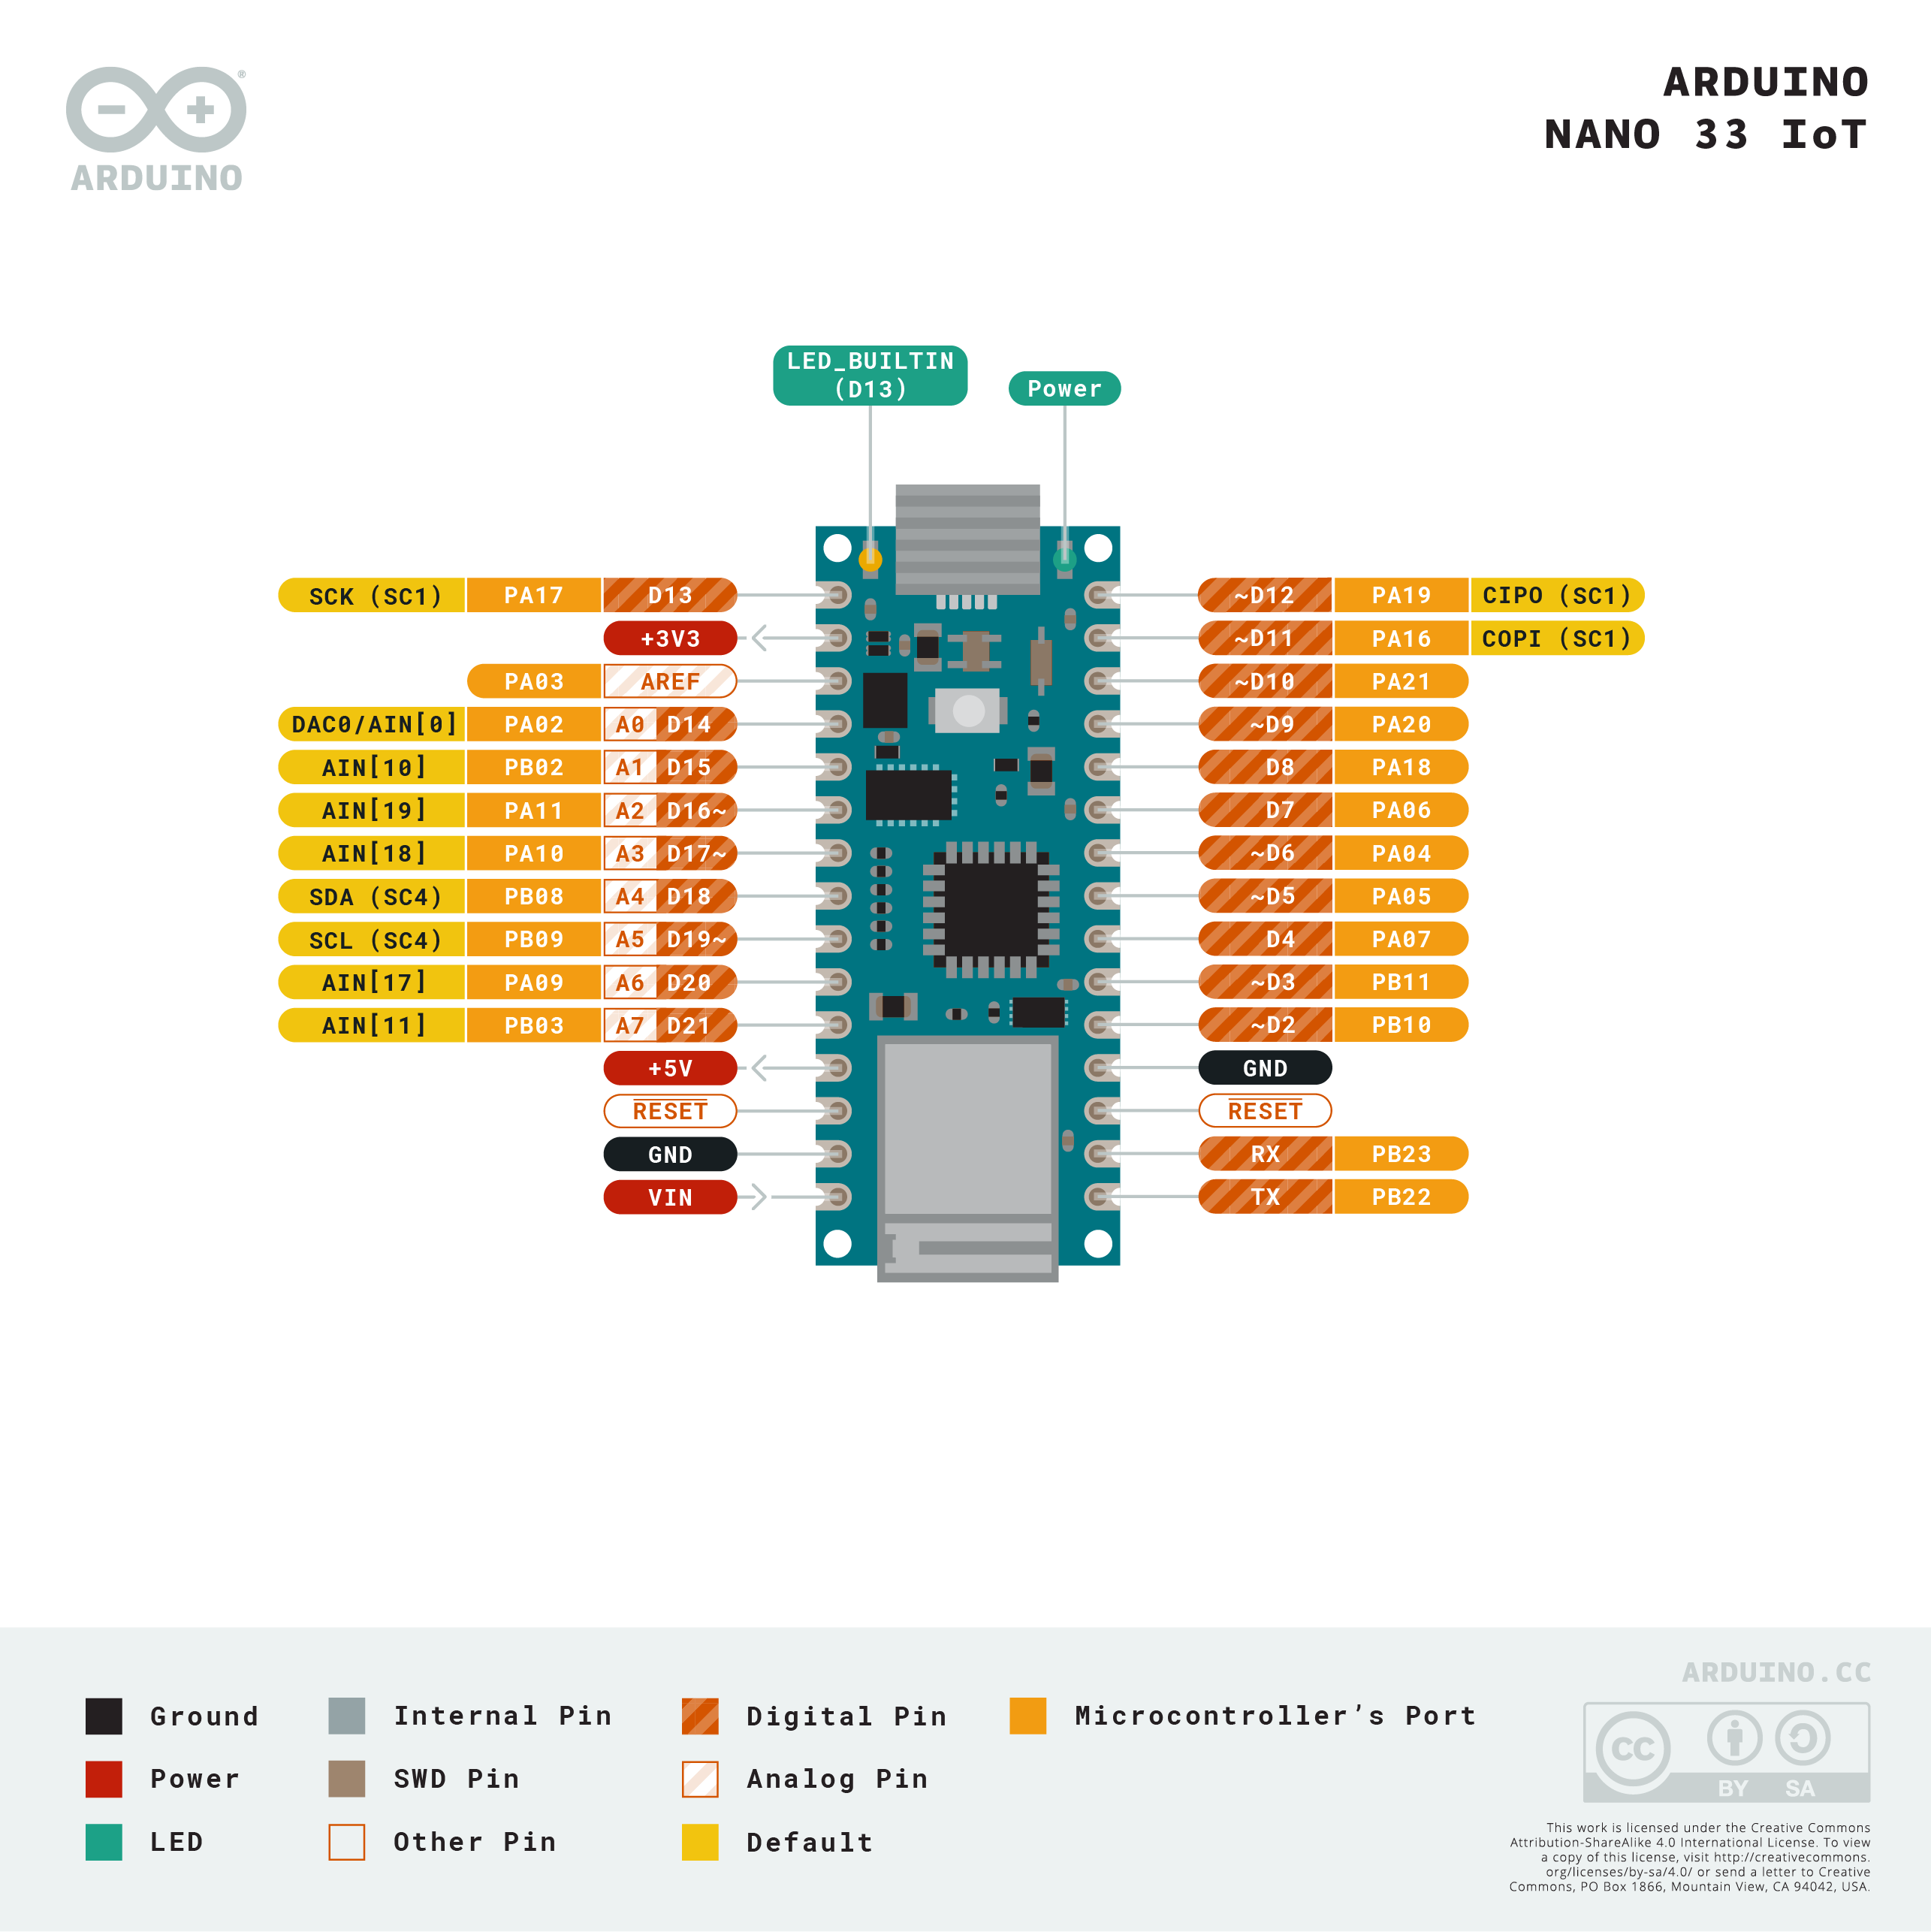 ARDUINO
®
ARDUINO
NANO 33 IoT
LED_BUILTIN
(D13)
Power
SCK (SC1) PA17 D13
+3V3
PA03 AREF
DAC0/AIN[0] PA02 A0 D14
AIN[10] PB02 A1 D15
AIN[19] PA11 A2 D16~
AIN[18] PA10 A3 D17~
SDA (SC4) PB08 A4 D18
SCL (SC4) PB09 A5 D19~
AIN[17] PA09 A6 D20
AIN[11] PB03 A7 D21
+5V
RESET
GND
VIN
~D12 PA19 CIPO (SC1)
~D11 PA16 COPI (SC1)
~D10 PA21
~D9 PA20
D8 PA18
D7 PA06
~D6 PA04
~D5 PA05
D4 PA07
~D3 PB11
~D2 PB10
GND
RESET
RX PB23
TX PB22
Ground
Power
LED
Internal Pin
SWD Pin
Other Pin
Digital Pin
Analog Pin
Default
Microcontroller’s Port
ARDUINO.CC
CC
BY SA
This work is licensed under the Creative Commons
Attribution-ShareAlike 4.0 International License. To view
a copy of this license, visit http://creativecommons.
org/licenses/by-sa/4.0/ or send a letter to Creative
Commons, PO Box 1866, Mountain View, CA 94042, USA.